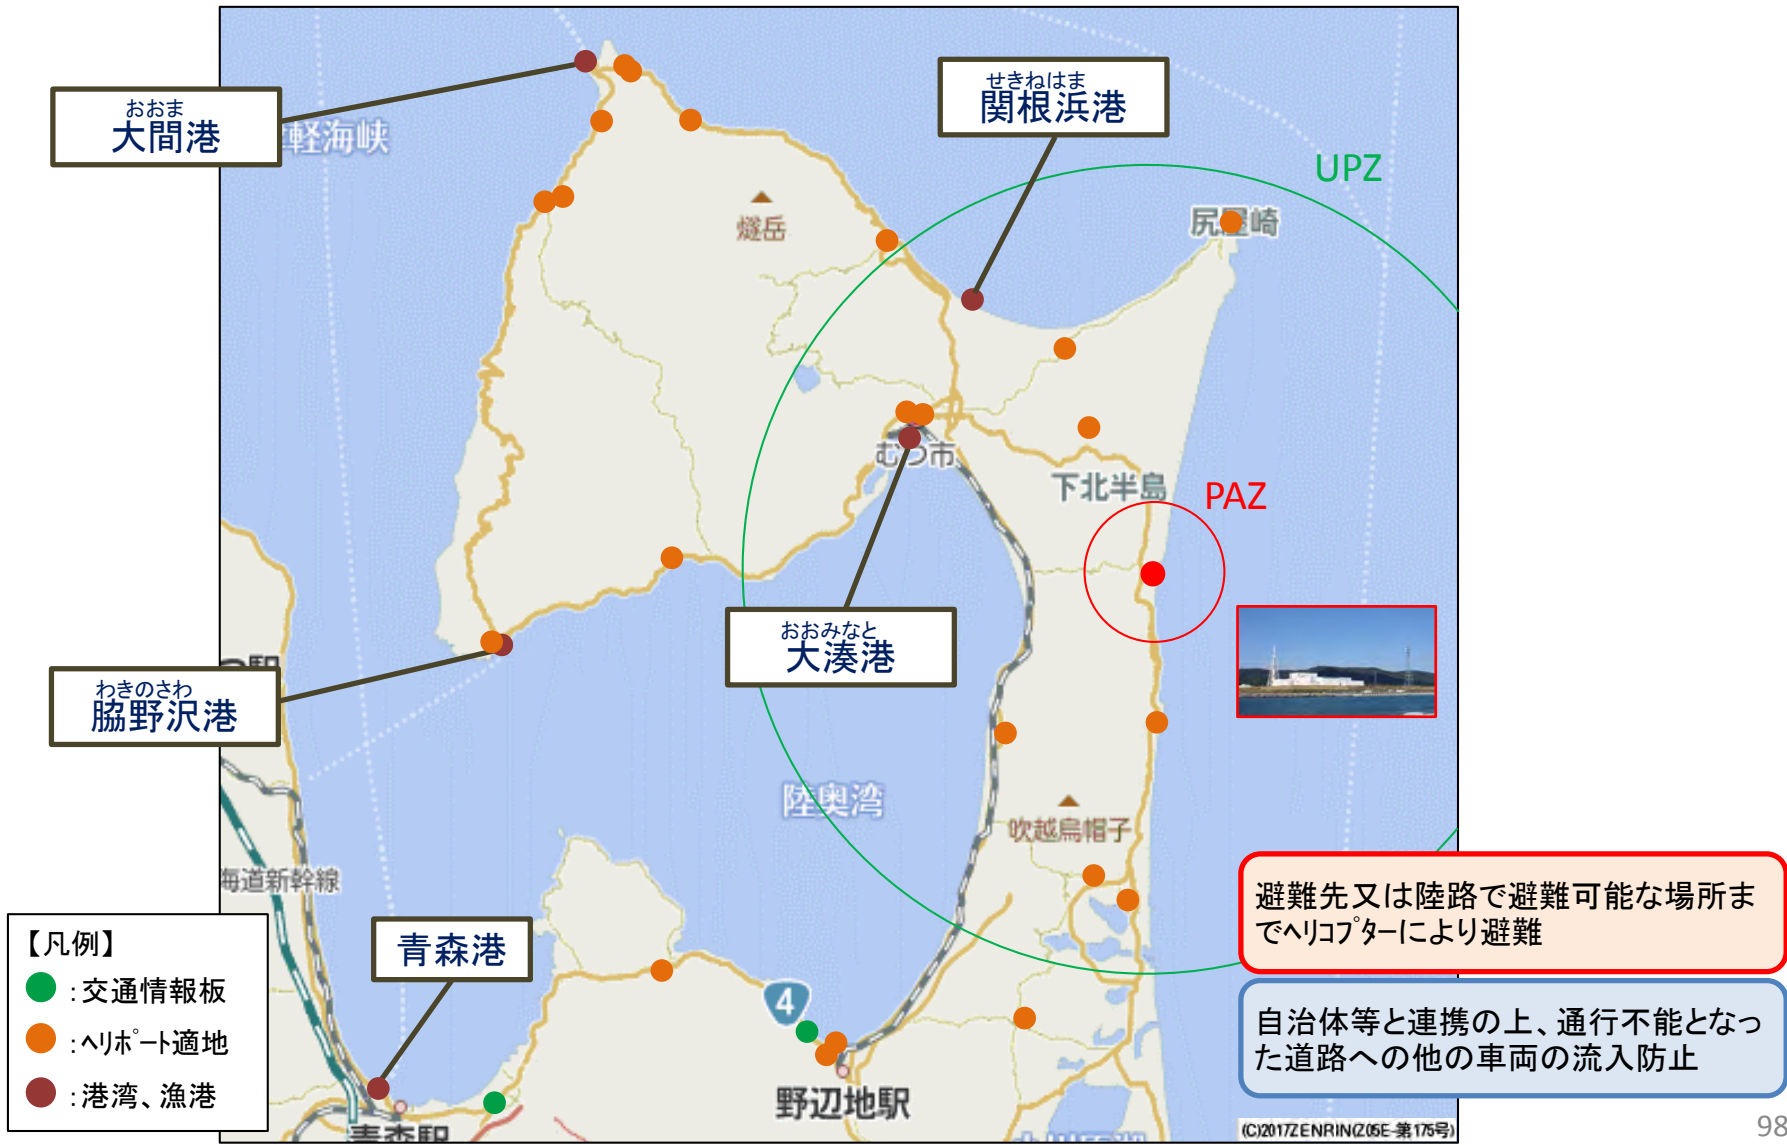 おおま
大間港
軽海峡
せきねはま
関根浜港
UPZ
尻屋崎
燧岳
むつ市
下北半島
PAZ
おおみなと
大湊港
わきのさわ
脇野沢港
陸奥湾
吹越烏帽子
海道新幹線
青森港
4
野辺地駅
青森駅
【凡例】
：交通情報板
：ﾍﾘﾎﾟｰﾄ適地
：港湾、漁港
避難先又は陸路で避難可能な場所ま
でﾍﾘｺﾌﾟﾀｰにより避難
自治体等と連携の上、通行不能となっ
た道路への他の車両の流入防止
(C)2017ZENRIN(Z05E-第175号)
98